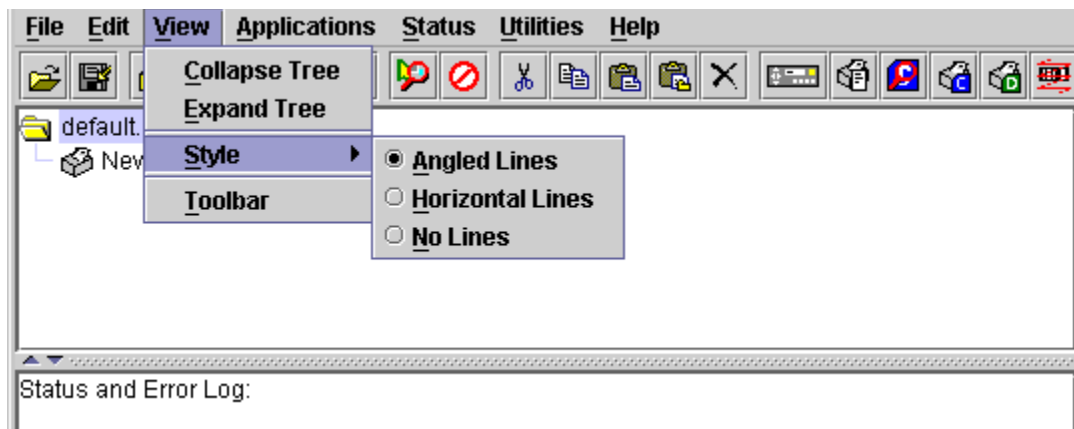 File Edit View Applications Status Utilities Help
Collapse Tree
Expand Tree
default.
New
Style
Angled Lines
Toolbar
Horizontal Lines
No Lines
Status and Error Log: